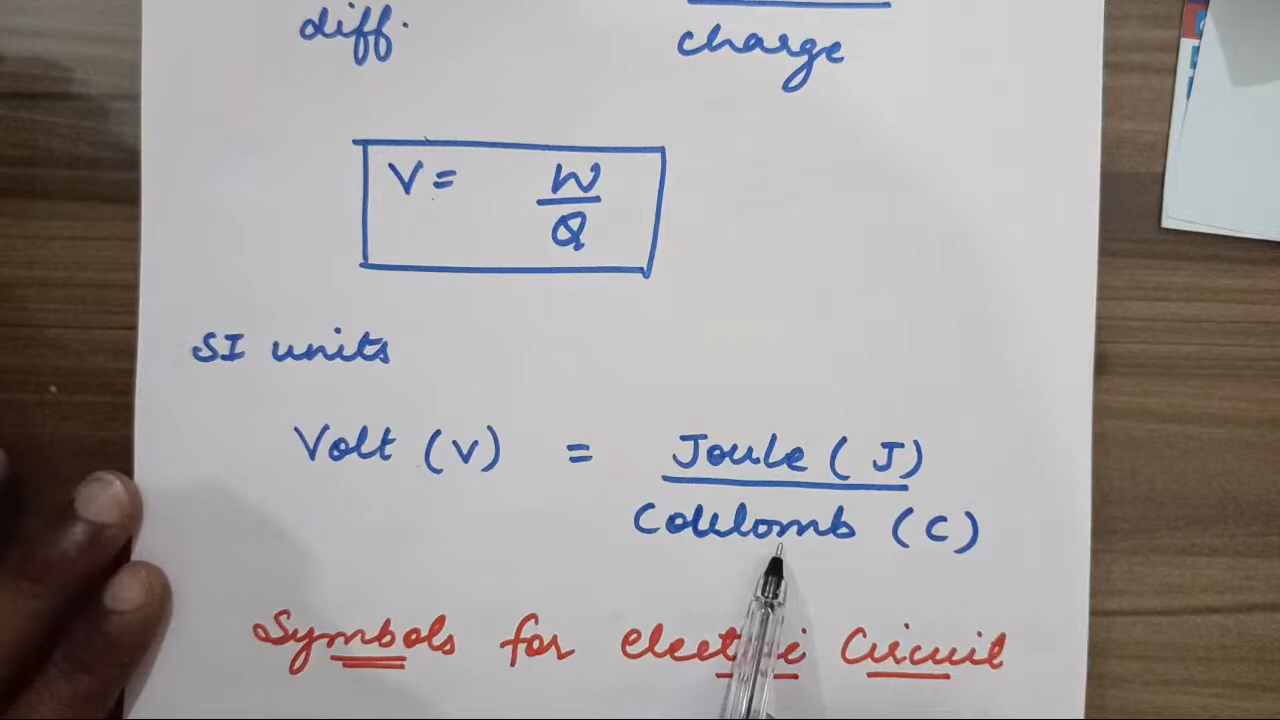 diff. charge
V = W
Q
SI units
Volt (V) = Joule (J)
Coulomb (C)
Symbols for electric Circuit